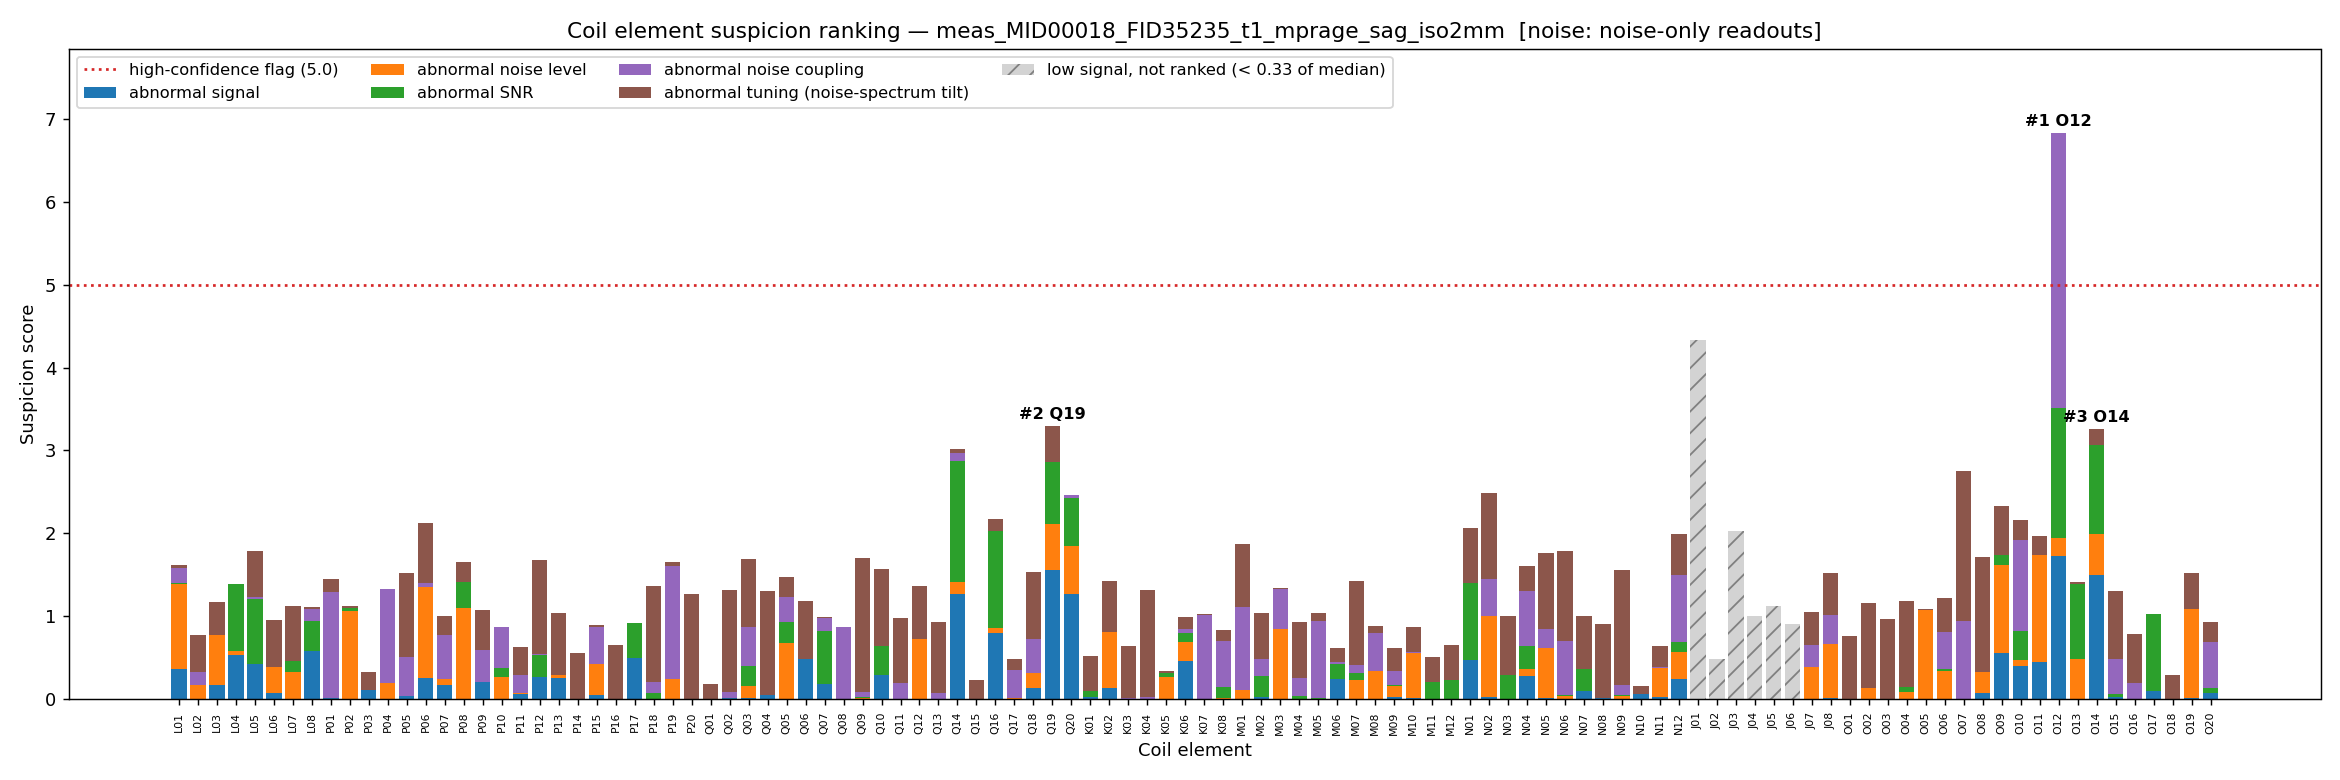 Coil element suspicion ranking — meas_MID00018_FID35235_t1_mprage_sag_iso2mm [noise: noise-only readouts]
high-confidence flag (5.0)
abnormal signal
abnormal noise level
abnormal SNR
abnormal noise coupling
abnormal tuning (noise-spectrum tilt)
low signal, not ranked (< 0.33 of median)
Suspicion score
7
6
5
4
3
2
1
0
#1 O12
#2 Q19
#3 O14
L01 L02 L03 L04 L05 L06 L07 L08 P01 P02 P03 P04 P05 P06 P07 P08 P09 P10 P11 P12 P13 P14 P15 P16 P17 P18 P19 P20 Q01 Q02 Q03 Q04 Q05 Q06 Q07 Q08 Q09 Q10 Q11 Q12 Q13 Q14 Q15 Q16 Q17 Q18 Q19 Q20 K01 K02 K03 K04 K05 K06 K07 K08 M01 M02 M03 M04 M05 M06 M07 M08 M09 M10 M11 M12 N01 N02 N03 N04 N05 N06 N07 N08 N09 N10 N11 N12 J01 J02 J03 J04 J05 J06 J07 J08 O01 O02 O03 O04 O05 O06 O07 O08 O09 O10 O11 O12 O13 O14 O15 O16 O17 O18 O19 O20
Coil element